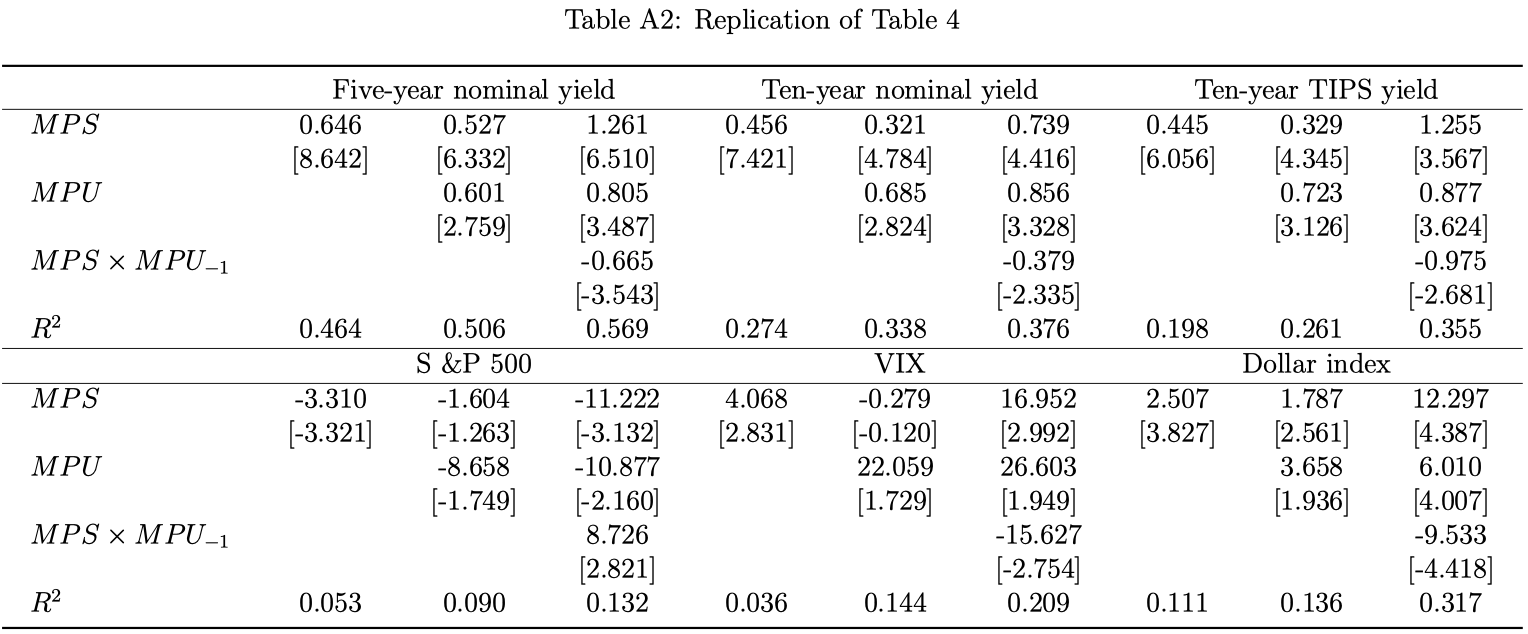 Table A2: Replication of Table 4
Five-year nominal yield Ten-year nominal yield Ten-year TIPS yield
MPS 0.646 0.527 1.261 0.456 0.321 0.739 0.445 0.329 1.255
[8.642] [6.332] [6.510] [7.421] [4.784] [4.416] [6.056] [4.345] [3.567]
MPU 0.601 0.805 0.685 0.856 0.723 0.877
[2.759] [3.487] [2.824] [3.328] [3.126] [3.624]
MPS × MPU₋₁ -0.665 -0.379 -0.975
[-3.543] [-2.335] [-2.681]
R² 0.464 0.506 0.569 0.274 0.338 0.376 0.198 0.261 0.355
S &P 500 VIX Dollar index
MPS -3.310 -1.604 -11.222 4.068 -0.279 16.952 2.507 1.787 12.297
[-3.321] [-1.263] [-3.132] [2.831] [-0.120] [2.992] [3.827] [2.561] [4.387]
MPU -8.658 -10.877 22.059 26.603 3.658 6.010
[-1.749] [-2.160] [1.729] [1.949] [1.936] [4.007]
MPS × MPU₋₁ 8.726 -15.627 -9.533
[2.821] [-2.754] [-4.418]
R² 0.053 0.090 0.132 0.036 0.144 0.209 0.111 0.136 0.317